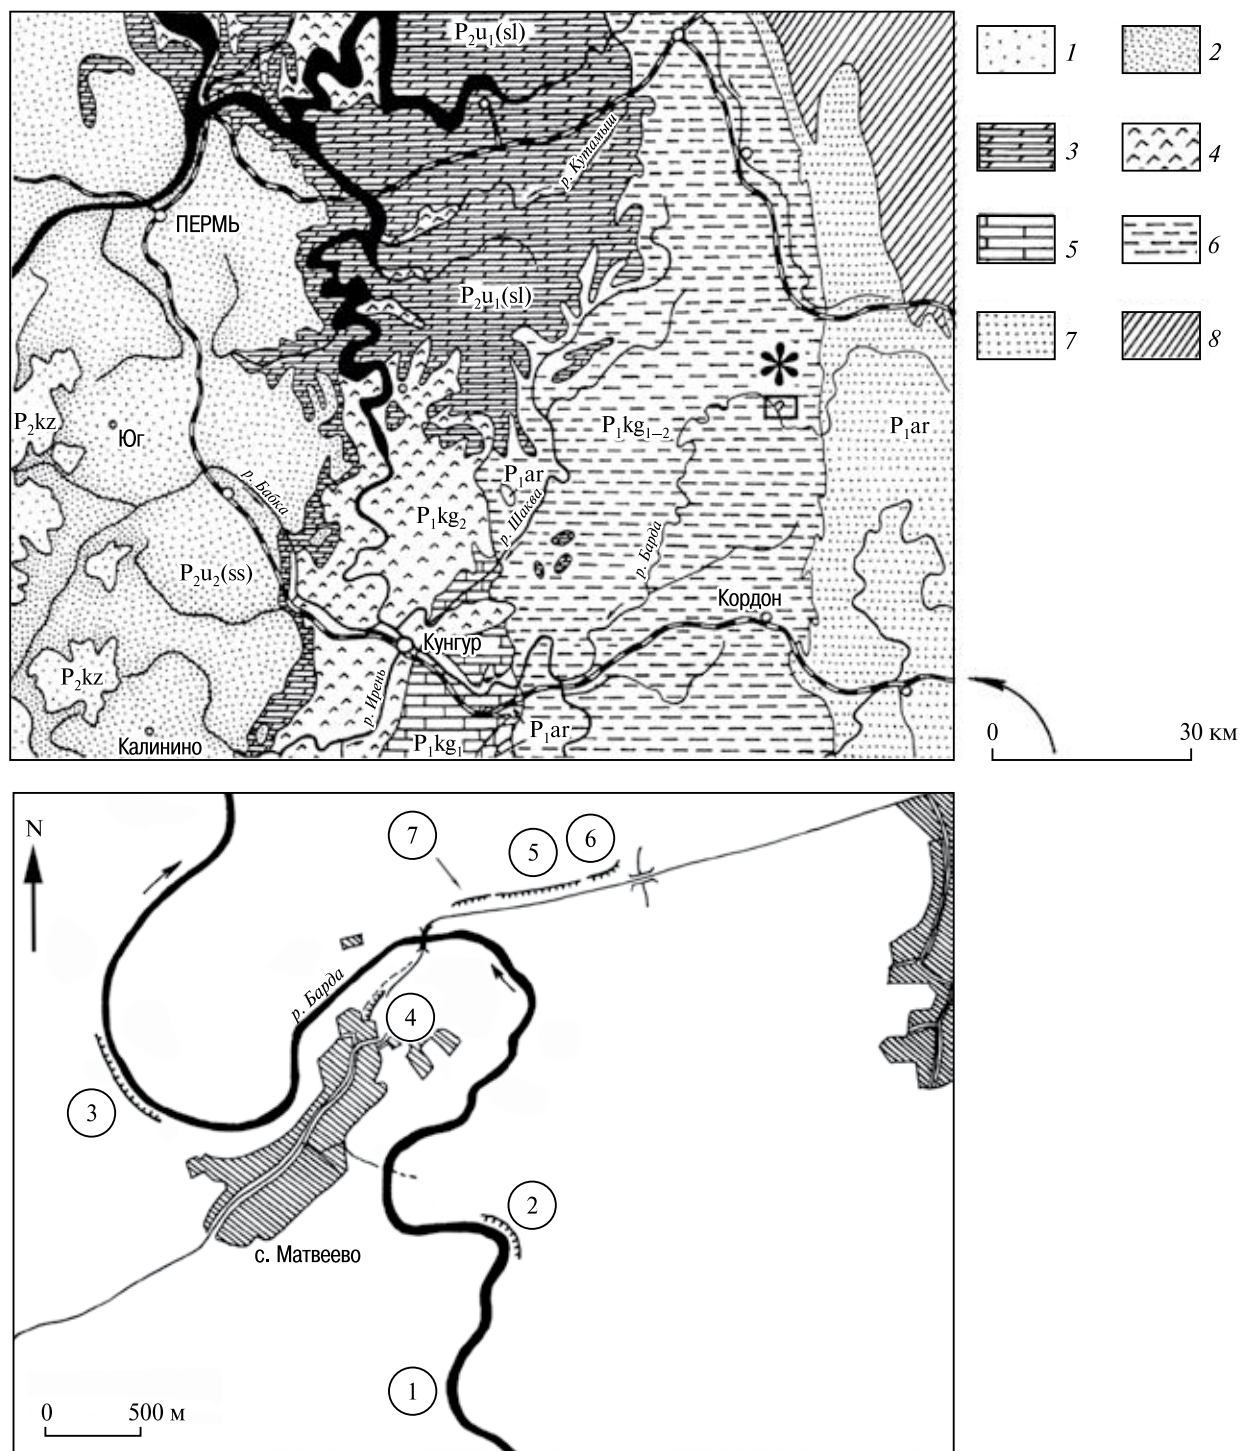 P₂u₁(sl)
р. Кутамыш
ПЕРМЬ
P₂u₁(sl)
P₂kz
Юг
P₁kg₁₋₂
P₁ar
р. Бабка
P₁ar
р. Шаква
P₁kg₂
р. Барда
P₂u₂(ss)
Кордон
Кунгур
P₂kz
р. Ирень
Калинино
P₁kg₁
P₁ar
1 2
3 4
5 6
7 8
0 30 км
N
7 5 6
р. Барда
4
3
2
с. Матвеево
1
0 500 м